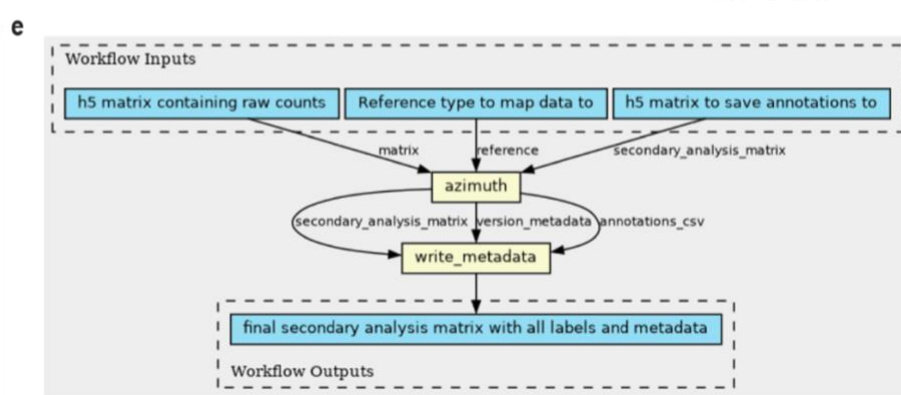 e
Workflow Inputs
h5 matrix containing raw counts
Reference type to map data to
h5 matrix to save annotations to
matrix
reference
secondary_analysis_matrix
azimuth
secondary_analysis_matrix
version_metadata
annotations_csv
write_metadata
final secondary analysis matrix with all labels and metadata
Workflow Outputs